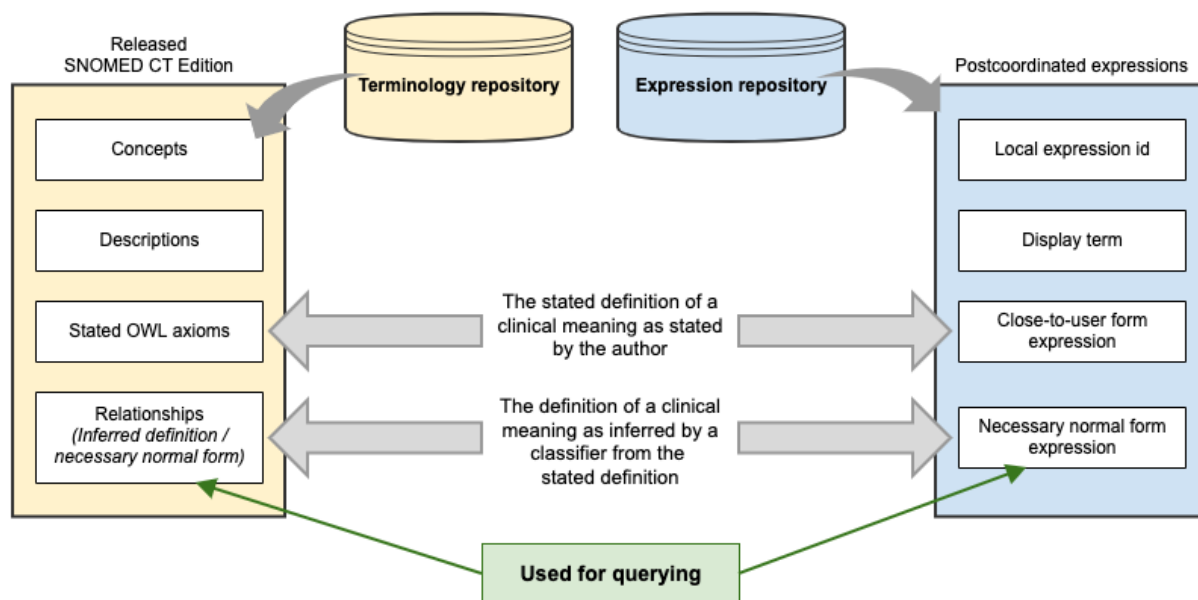 Released
SNOMED CT Edition
Terminology repository
Expression repository
Postcoordinated expressions
Concepts
Descriptions
Stated OWL axioms
Relationships
(Inferred definition /
necessary normal form)
The stated definition of a
clinical meaning as stated
by the author
The definition of a clinical
meaning as inferred by a
classifier from the
stated definition
Local expression id
Display term
Close-to-user form
expression
Necessary normal form
expression
Used for querying